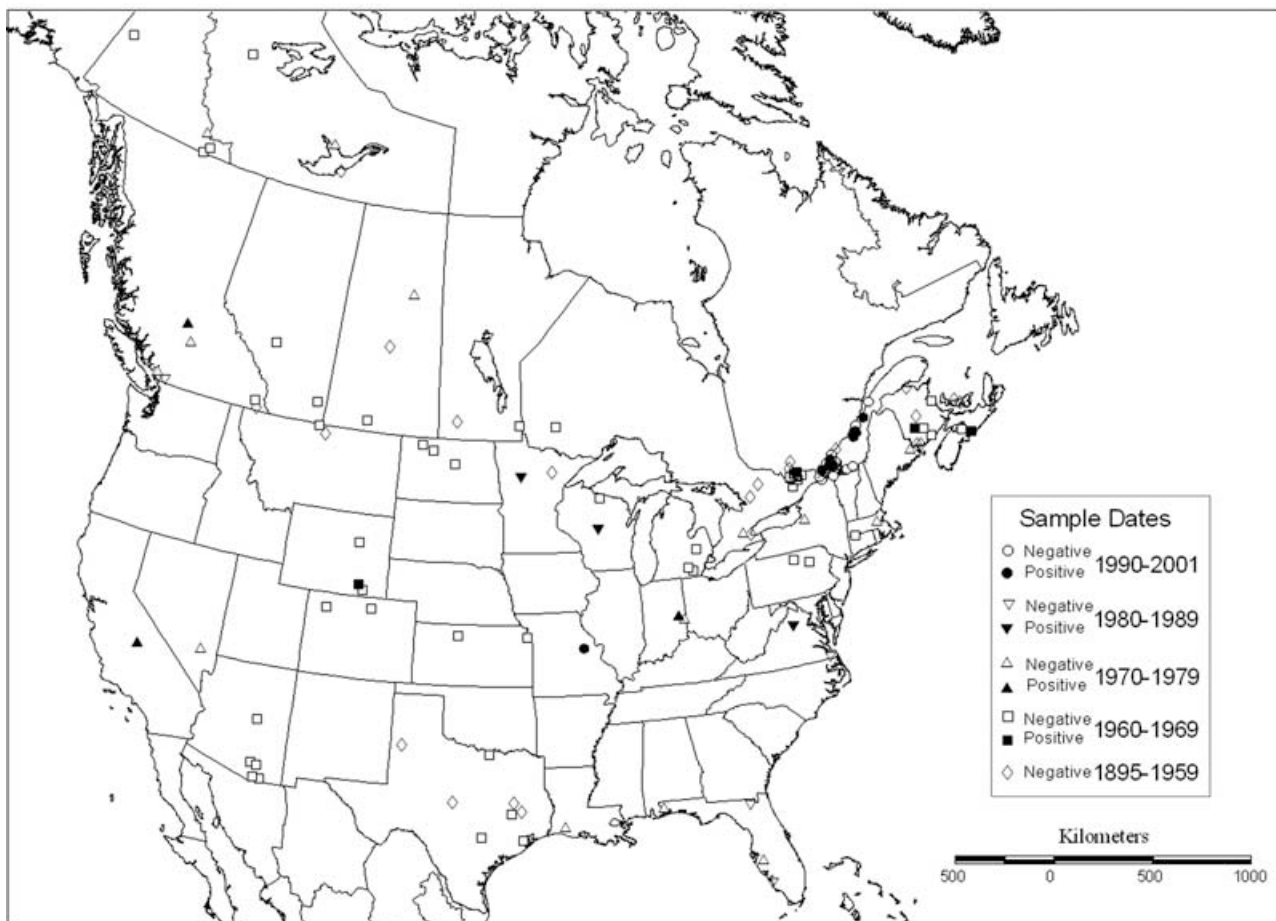 Sample Dates
Negative
Positive 1990-2001
Negative
Positive 1980-1989
Negative
Positive 1970-1979
Negative
Positive 1960-1969
Negative 1895-1959
Kilometers
500 0 500 1000